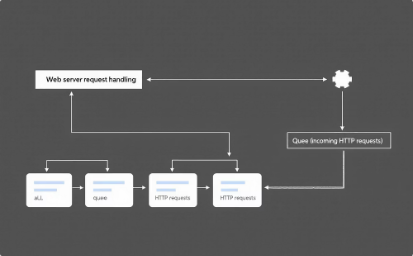 Web server request handling
Quee (incoming HTTP requests)
aLL
quee
HTTP requests
HTTP requests